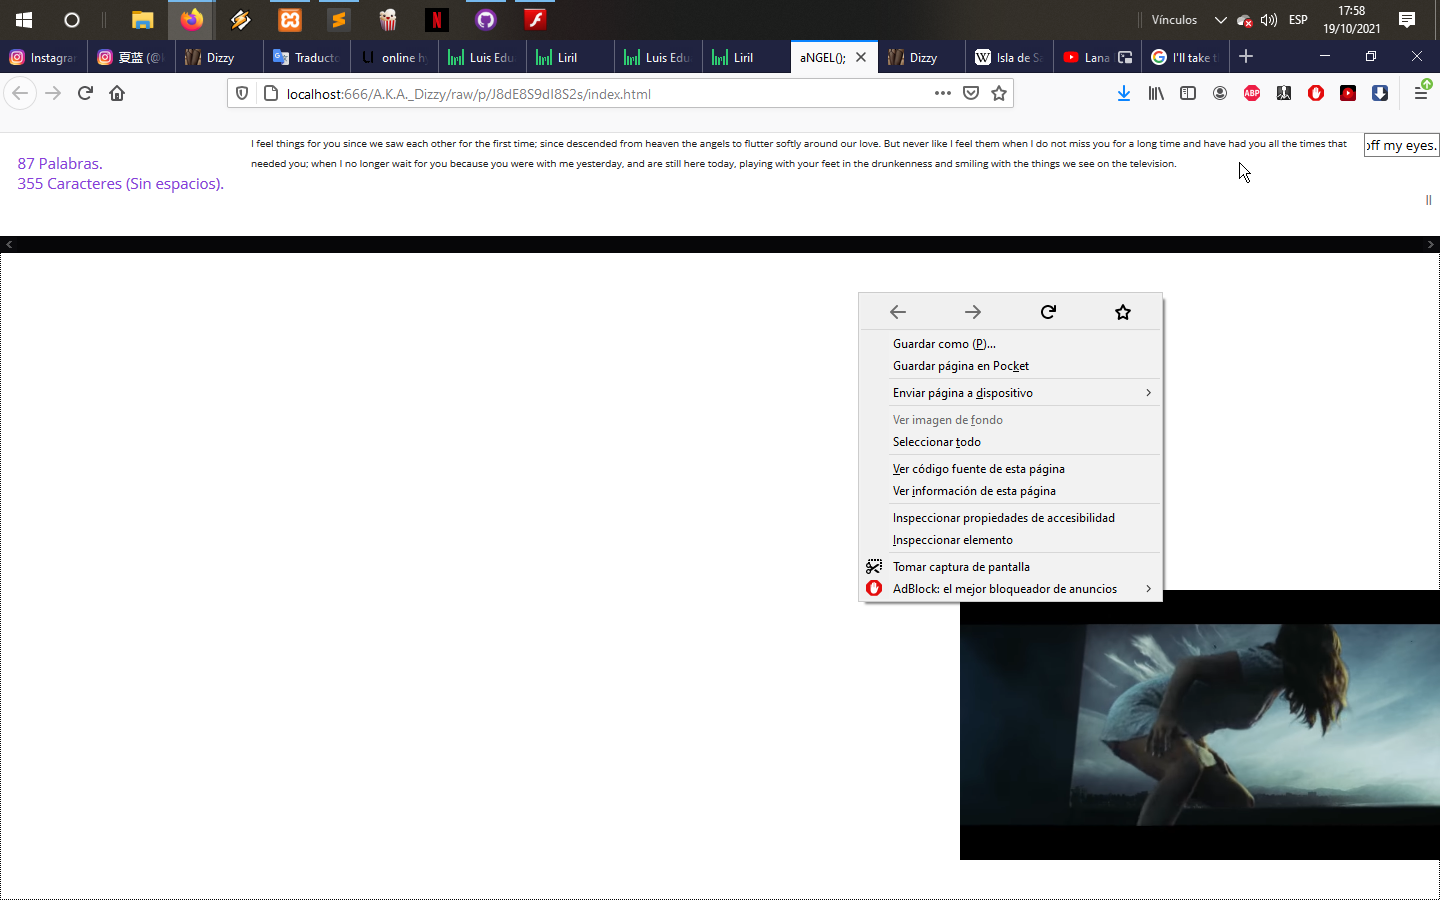 Vínculos
ESP
17:58
19/10/2021
Instagram
夏蓝 (@k
Dizzy
Traducto
LI
online hy
Luis Edu
Liril
Luis Edu
Liril
aNGEL();
Dizzy
W
Isla de Sa
Lana
I'll take t
localhost:666/A.K.A._Dizzy/raw/p/J8dE8S9dI8S2s/index.html
ABP
87 Palabras.
355 Caracteres (Sin espacios).
I feel things for you since we saw each other for the first time; since descended from heaven the angels to flutter softly around our love. But never like I feel them when I do not miss you for a long time and have had you all the times that
needed you; when I no longer wait for you because you were with me yesterday, and are still here today, playing with your feet in the drunkenness and smiling with the things we see on the television.
off my eyes.
Guardar como (P)...
Guardar página en Pocket
Enviar página a dispositivo
Ver imagen de fondo
Seleccionar todo
Ver código fuente de esta página
Ver información de esta página
Inspeccionar propiedades de accesibilidad
Inspeccionar elemento
Tomar captura de pantalla
AdBlock: el mejor bloqueador de anuncios